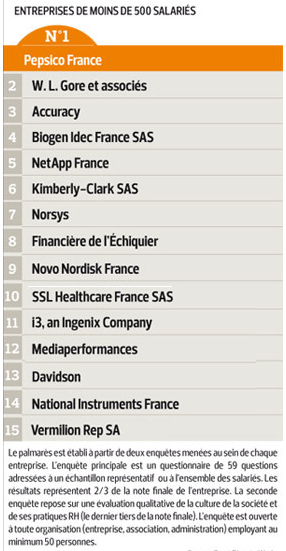 ENTREPRISES DE MOINS DE 500 SALARIÉS
N°1
Pepsico France
2 W. L. Gore et associés
3 Accuracy
4 Biogen Idec France SAS
5 NetApp France
6 Kimberly-Clark SAS
7 Norsys
8 Financière de l'Échiquier
9 Novo Nordisk France
10 SSL Healthcare France SAS
11 i3, an Ingenix Company
12 Mediaperformances
13 Davidson
14 National Instruments France
15 Vermilion Rep SA
Le palmarès est établi à partir de deux enquêtes menées au sein de chaque
entreprise. L'enquête principale est un questionnaire de 59 questions
adressées à un échantillon représentatif ou à l'ensemble des salariés. Les
résultats représentent 2/3 de la note finale de l'entreprise. La seconde
enquête repose sur une évaluation qualitative de la culture de la société et
de ses pratiques RH (le dernier tiers de la note finale). L'enquête est ouverte
à toute organisation (entreprise, association, administration) employant au
minimum 50 personnes.